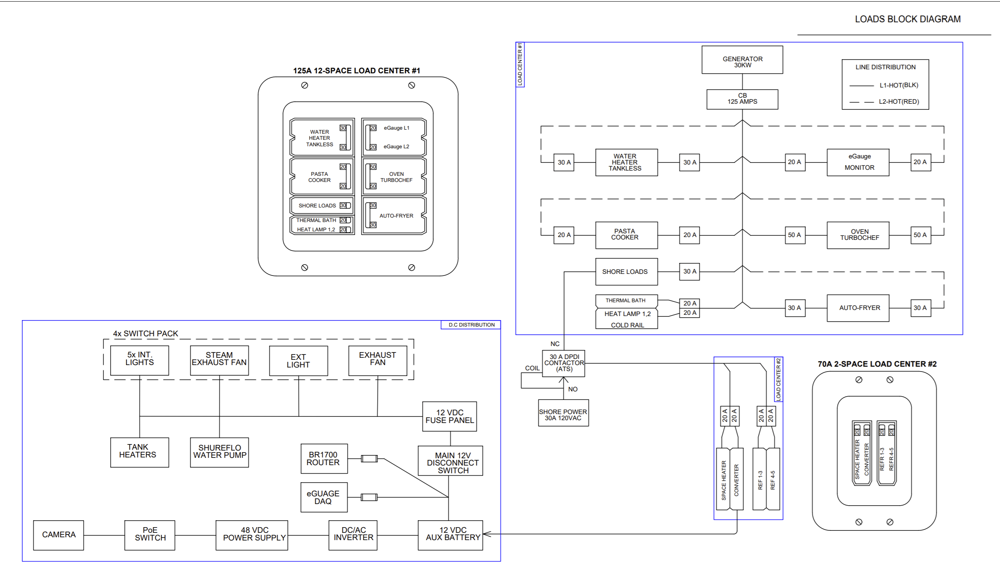 LOADS BLOCK DIAGRAM
125A 12-SPACE LOAD CENTER #1
WATER
HEATER
TANKLESS
30
30
20
eGauge L1
20
eGauge L2
PASTA
COOKER
20
20
50
50
OVEN
TURBOCHEF
SHORE LOADS
30
THERMAL BATH
20
HEAT LAMP 1,2
20
30
30
AUTO-FRYER
LOAD CENTER #1
GENERATOR
30KW
CB
125 AMPS
LINE DISTRIBUTION
L1-HOT(BLK)
L2-HOT(RED)
30 A
WATER
HEATER
TANKLESS
30 A
20 A
eGauge
MONITOR
20 A
20 A
PASTA
COOKER
20 A
50 A
OVEN
TURBOCHEF
50 A
SHORE LOADS
30 A
THERMAL BATH
HEAT LAMP 1,2
COLD RAIL
20 A
20 A
30 A
AUTO-FRYER
30 A
D.C DISTRIBUTION
4x SWITCH PACK
5x INT.
LIGHTS
STEAM
EXHAUST FAN
EXT
LIGHT
EXHAUST
FAN
12 VDC
FUSE PANEL
TANK
HEATERS
SHUREFLO
WATER PUMP
BR1700
ROUTER
MAIN 12V
DISCONNECT
SWITCH
eGUAGE
DAQ
CAMERA
PoE
SWITCH
48 VDC
POWER SUPPLY
DC/AC
INVERTER
12 VDC
AUX BATTERY
NC
30 A DPDI
CONTACTOR
(ATS)
COIL
NO
SHORE POWER
30A 120VAC
LOAD CENTER #2
20 A
20 A
20 A
20 A
SPACE HEATER
CONVERTER
REF 1-3
REF 4-5
70A 2-SPACE LOAD CENTER #2
20
20
20
20
SPACE HEATER
CONVERTER
REFR 1-3
REFR 4-5